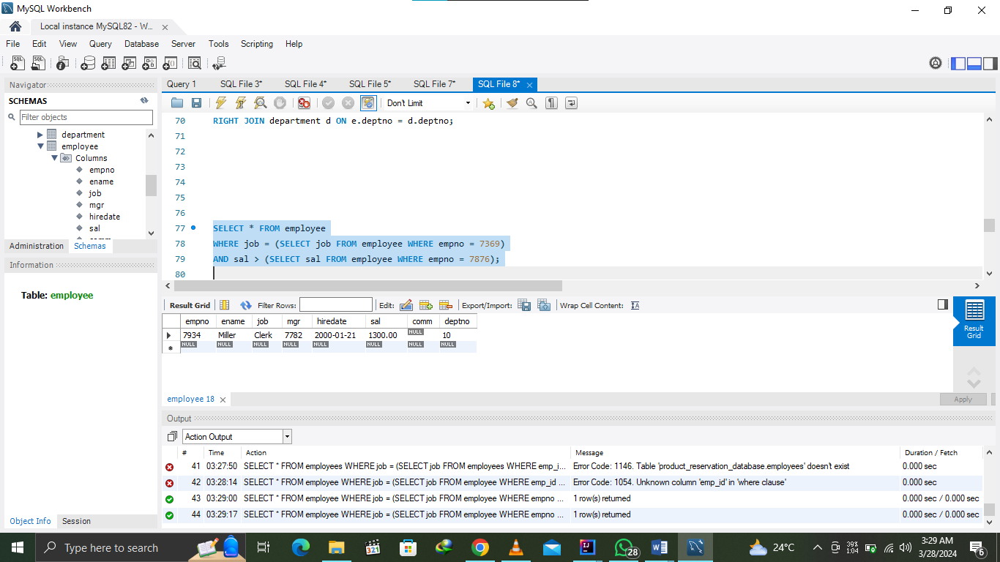 MySQL Workbench
Local instance MySQL82 - W...
File Edit View Query Database Server Tools Scripting Help
Navigator
SCHEMAS
Filter objects
department
employee
Columns
empno
ename
job
mgr
hiredate
sal
Administration Schemas
Information
Table: employee
Object Info Session
Query 1 SQL File 3* SQL File 4* SQL File 5* SQL File 7* SQL File 8*
Don't Limit
70 RIGHT JOIN department d ON e.deptno = d.deptno;
71
72
73
74
75
76
77 SELECT * FROM employee
78 WHERE job = (SELECT job FROM employee WHERE empno = 7369)
79 AND sal > (SELECT sal FROM employee WHERE empno = 7876);
80
Result Grid Filter Rows: Edit: Export/Import: Wrap Cell Content:
empno ename job mgr hiredate sal comm deptno
7934 Miller Clerk 7782 2000-01-21 1300.00 NULL 10
NULL NULL NULL NULL NULL NULL NULL NULL
Result Grid
employee 18
Apply
Output
Action Output
# Time Action Message Duration / Fetch
41 03:27:50 SELECT * FROM employees WHERE job = (SELECT job FROM employees WHERE emp_i... Error Code: 1146. Table 'product_reservation_database.employees' doesn't exist 0.000 sec
42 03:28:14 SELECT * FROM employee WHERE job = (SELECT job FROM employee WHERE emp_id ... Error Code: 1054. Unknown column 'emp_id' in 'where clause' 0.000 sec
43 03:29:00 SELECT * FROM employee WHERE job = (SELECT job FROM employee WHERE empno ... 1 row(s) returned 0.000 sec / 0.000 sec
44 03:29:17 SELECT * FROM employee WHERE job = (SELECT job FROM employee WHERE empno ... 1 row(s) returned 0.000 sec / 0.000 sec
Type here to search
321
28
24°C
39%
1:04
3:29 AM
3/28/2024
6